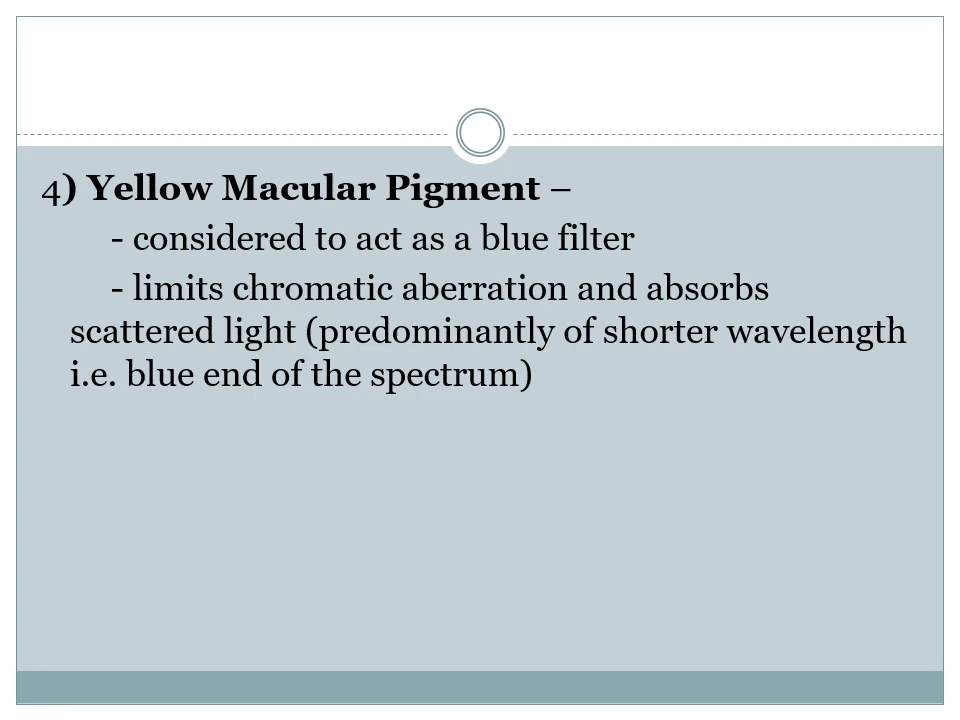 4) Yellow Macular Pigment –
- considered to act as a blue filter
- limits chromatic aberration and absorbs
scattered light (predominantly of shorter wavelength
i.e. blue end of the spectrum)